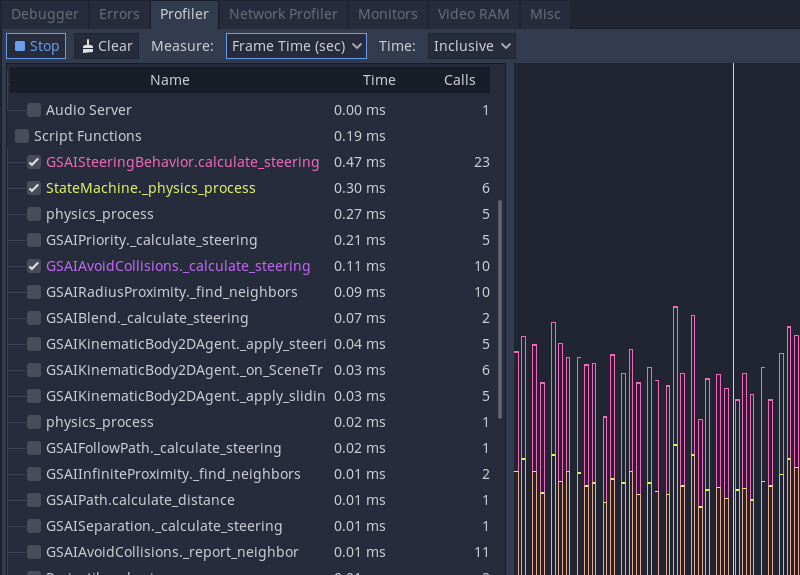 Debugger Errors Profiler Network Profiler Monitors Video RAM Misc
Stop Clear Measure: Frame Time (sec) Time: Inclusive
Name Time Calls
Audio Server 0.00 ms 1
Script Functions 0.19 ms
GSAISteeringBehavior.calculate_steering 0.47 ms 23
StateMachine._physics_process 0.30 ms 6
physics_process 0.27 ms 5
GSAIPriority._calculate_steering 0.21 ms 5
GSAIAvoidCollisions._calculate_steering 0.11 ms 10
GSAIRadiusProximity._find_neighbors 0.09 ms 10
GSAIBlend._calculate_steering 0.07 ms 2
GSAIKinematicBody2DAgent._apply_steeri 0.04 ms 5
GSAIKinematicBody2DAgent._on_SceneTr 0.03 ms 6
GSAIKinematicBody2DAgent._apply_slidin 0.03 ms 5
physics_process 0.02 ms 1
GSAIFollowPath._calculate_steering 0.02 ms 1
GSAIInfiniteProximity._find_neighbors 0.01 ms 2
GSAIPath.calculate_distance 0.01 ms 1
GSAISeparation._calculate_steering 0.01 ms 1
GSAIAvoidCollisions._report_neighbor 0.01 ms 11